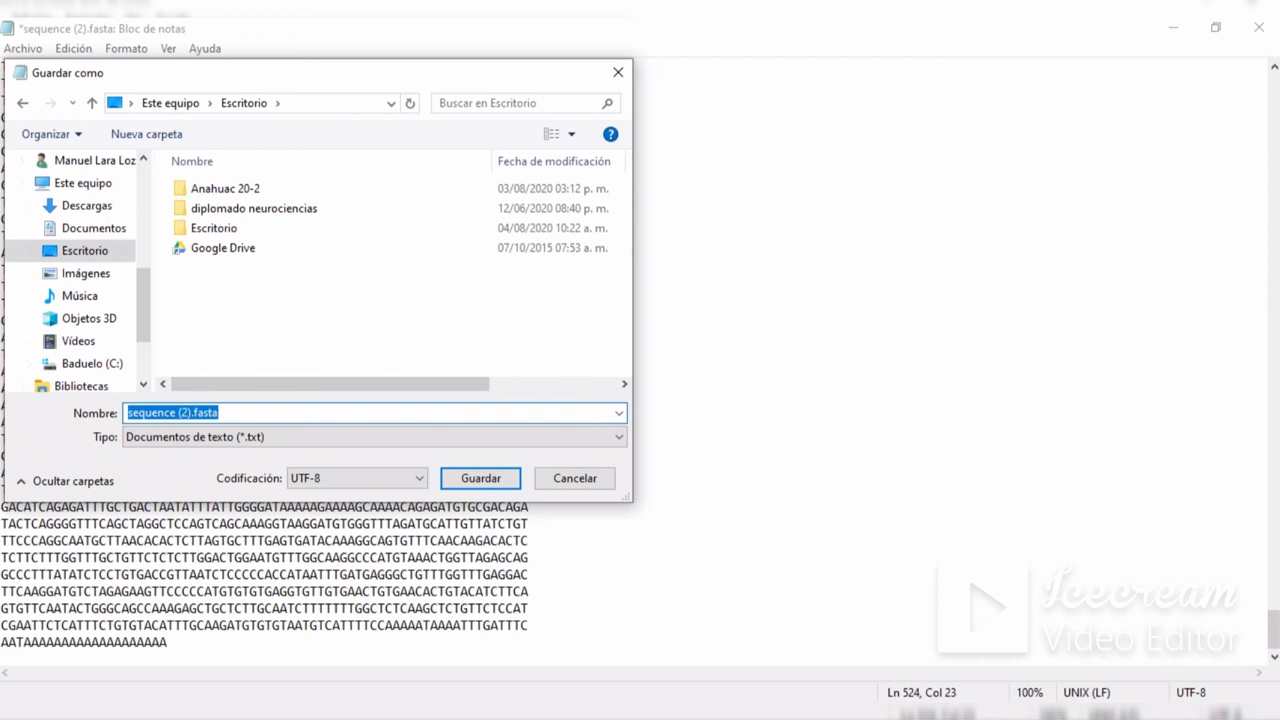 *sequence (2).fasta: Bloc de notas
Archivo Edición Formato Ver Ayuda
Guardar como
Este equipo Escritorio
Buscar en Escritorio
Organizar Nueva carpeta
Nombre Fecha de modificación
Manuel Lara Loz
Este equipo
Descargas
Documentos
Escritorio
Imágenes
Música
Objetos 3D
Vídeos
Baduelo (C:)
Bibliotecas
Anahuac 20-2 03/08/2020 03:12 p. m.
diplomado neurociencias 12/06/2020 08:40 p. m.
Escritorio 04/08/2020 10:22 a. m.
Google Drive 07/10/2015 07:53 a. m.
Nombre: sequence (2).fasta
Tipo: Documentos de texto (*.txt)
Ocultar carpetas
Codificación: UTF-8
Guardar Cancelar
GACATCAGAGATTTGCTGACTAATATTTATTGGGGATAAAAAGAAAAGCAAAACAGAGATGTGCGACAGA
TACTCAGGGGTTTCAGCTAGGCTCCAGTCAGCAAAGGTAAGGATGTGGGTTTAGATGCATTGTTATCTGT
TTCCCAGGCAATGCTTAACACACTCTTAGTGCTTTGAGTGATACAAAGGCAGTGTTTCAACAAGACACTC
TCTTCTTTGGTTTGCTGTTCTCTCTTGGACTGGAATGTTTGGCAAGGCCCATGTAAACTGGTTAGAGCAG
GCCCTTTATATCTCCTGTGACCGTTAATCTCCCCCACCATAATTTGATGAGGGCTGTTTGGTTTGAGGAC
TTCAAGGATGTCTAGAGAAGTTCCCCCATGTGTGTGAGGTGTTGTGAACTGTGAACACTGTACATCTTCA
GTGTTCAATACTGGGCAGCCAAAGAGCTGCTCTTGCAATCTTTTTTTGGCTCTCAAGCTCTGTTCTCCAT
CGAATTCTCATTTCTGTGTACATTTGCAAGATGTGTGTAATGTCATTTTCCAAAAATAAAATTTGATTTC
AATAAAAAAAAAAAAAAAAAAA
Icecream
Video Editor
Ln 524, Col 23 100% UNIX (LF) UTF-8